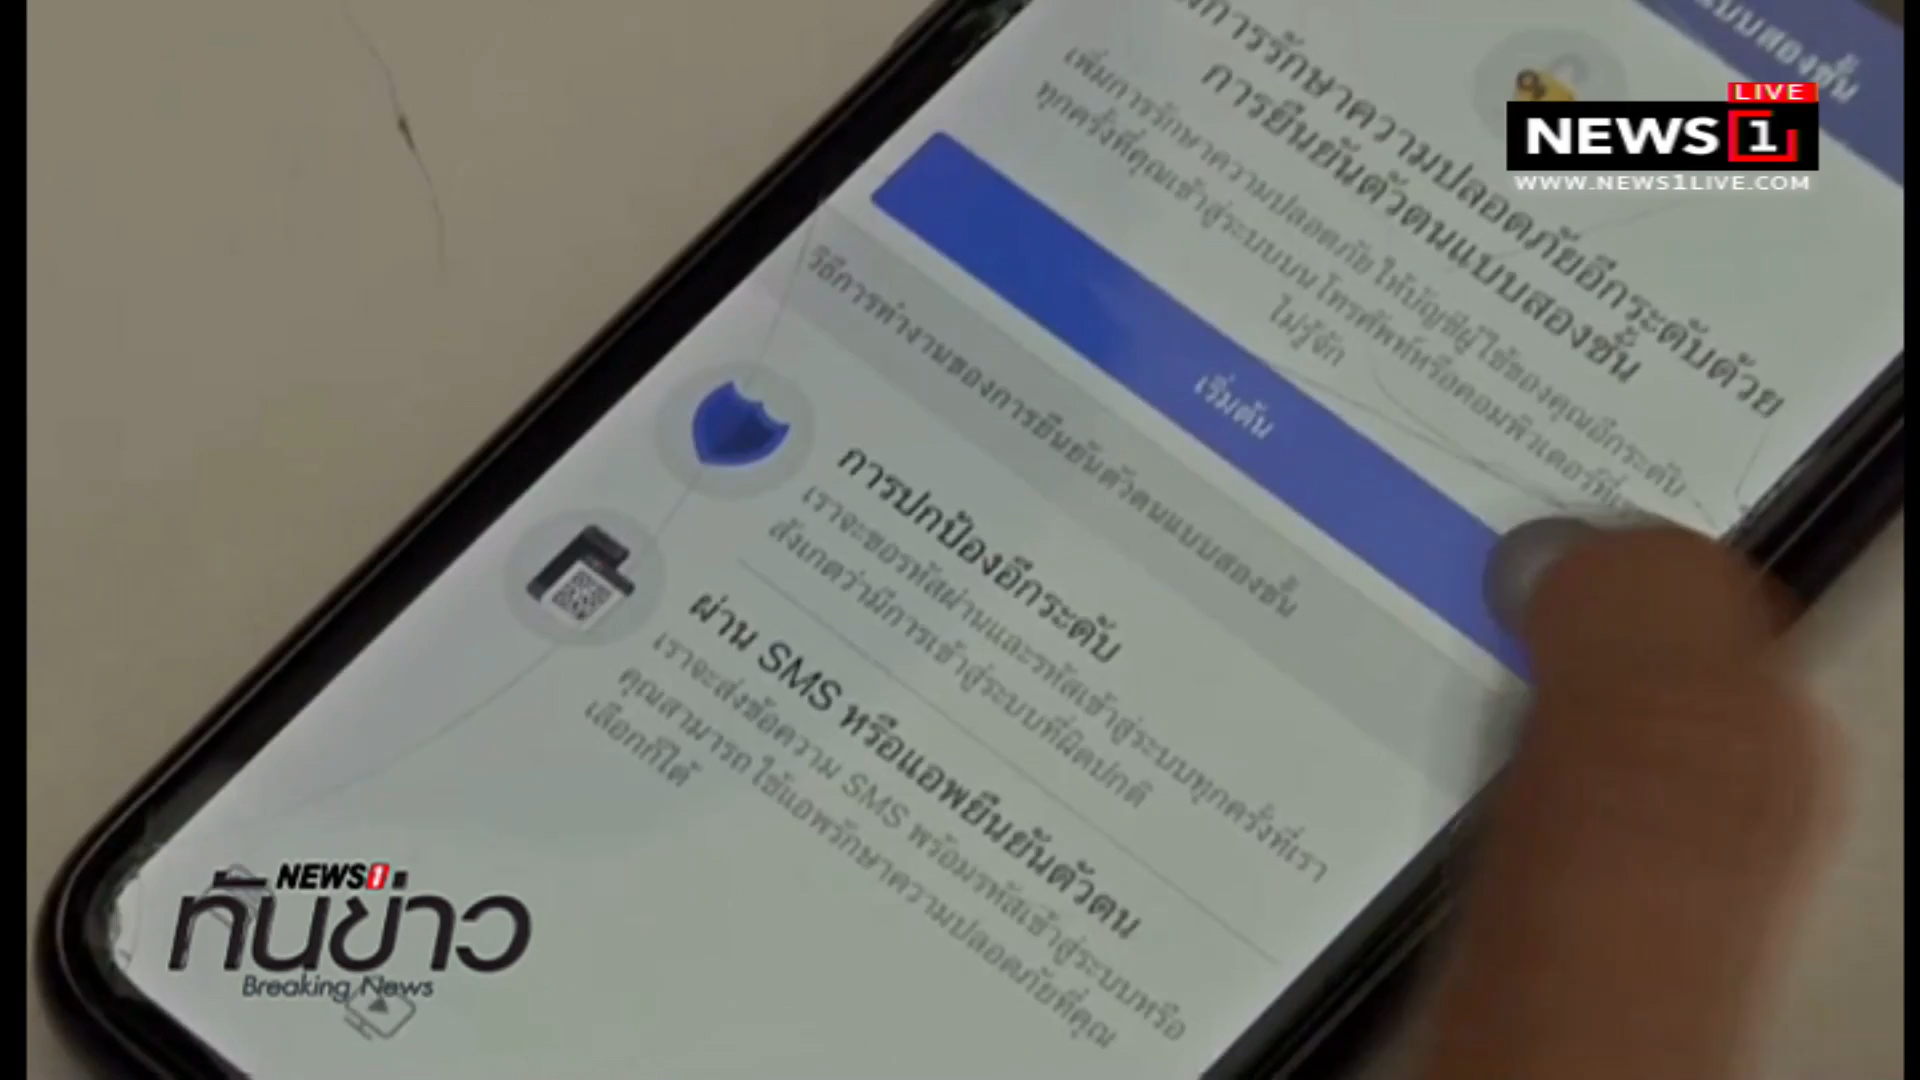 แบบสองชั้น
LIVE
NEWS 1
WWW.NEWS1LIVE.COM
การรักษาความปลอดภัยอีกระดับด้วย
การยืนยันตัวตนแบบสองชั้น
เพิ่มการรักษาความปลอดภัยให้บัญชีผู้ใช้ของคุณอีกระดับ
ทุกครั้งที่คุณเข้าสู่ระบบบนโทรศัพท์หรือคอมพิวเตอร์ที่
ไม่รู้จัก
เริ่มต้น
วิธีการทำงานของการยืนยันตัวตนแบบสองชั้น
การปกป้องอีกระดับ
เราจะขอรหัสผ่านและรหัสเข้าสู่ระบบทุกครั้งที่เรา
สังเกตว่ามีการเข้าสู่ระบบที่ผิดปกติ
ผ่าน SMS หรือแอพยืนยันตัวตน
เราจะส่งข้อความ SMS พร้อมรหัสเข้าสู่ระบบหรือ
คุณสามารถใช้แอพรักษาความปลอดภัยที่คุณ
เลือกก็ได้
NEWS1
ทันข่าว
Breaking News